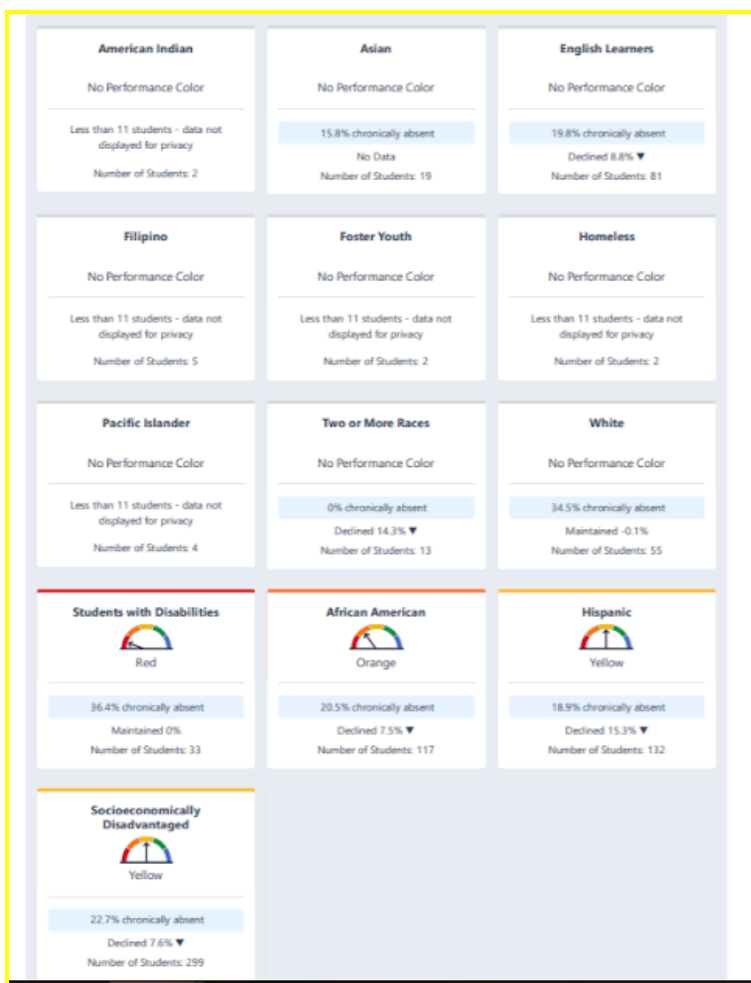 American Indian
No Performance Color
Less than 11 students - data not
displayed for privacy
Number of Students: 2
Asian
No Performance Color
15.8% chronically absent
No Data
Number of Students: 19
English Learners
No Performance Color
19.8% chronically absent
Declined 8.8% ▼
Number of Students: 81
Filipino
No Performance Color
Less than 11 students - data not
displayed for privacy
Number of Students: 5
Foster Youth
No Performance Color
Less than 11 students - data not
displayed for privacy
Number of Students: 2
Homeless
No Performance Color
Less than 11 students - data not
displayed for privacy
Number of Students: 2
Pacific Islander
No Performance Color
Less than 11 students - data not
displayed for privacy
Number of Students: 4
Two or More Races
No Performance Color
0% chronically absent
Declined 14.3% ▼
Number of Students: 13
White
No Performance Color
34.5% chronically absent
Maintained -0.1%
Number of Students: 55
Students with Disabilities
Red
36.4% chronically absent
Maintained 0%
Number of Students: 33
African American
Orange
20.5% chronically absent
Declined 7.5% ▼
Number of Students: 117
Hispanic
Yellow
18.9% chronically absent
Declined 15.3% ▼
Number of Students: 132
Socioeconomically
Disadvantaged
Yellow
22.7% chronically absent
Declined 7.6% ▼
Number of Students: 299